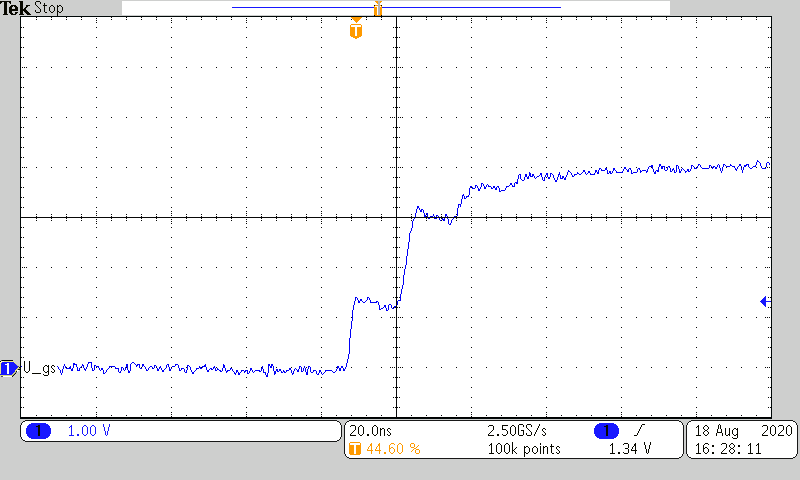 Tek Stop
T
T
1 U_gs
1 1.00 V
20.0ns 2.50GS/s 1 1.34 V
T 44.60 % 100k points
18 Aug 2020
16:28:11